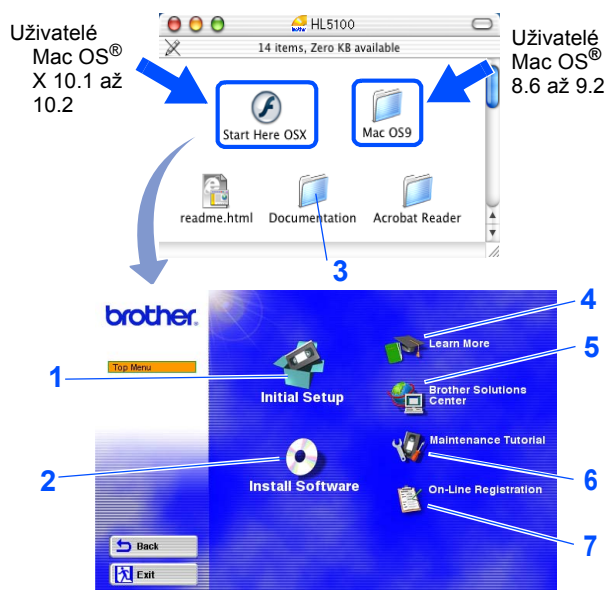 Uživatelé
Mac OS®
X 10.1 až
10.2
HL5100
14 items, Zero KB available
Uživatelé
Mac OS®
8.6 až 9.2
Start Here OSX
Mac OS9
readme.html
Documentation
Acrobat Reader
3
brother.
Top Menu
1
Initial Setup
2
Install Software
4
Learn More
5
Brother Solutions
Center
Maintenance Tutorial
6
On-Line Registration
7
Back
Exit